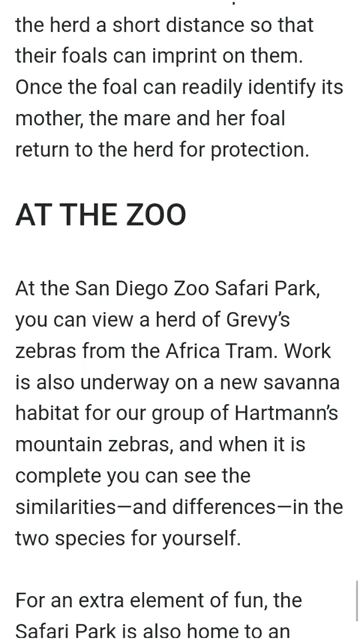 the herd a short distance so that
their foals can imprint on them.
Once the foal can readily identify its
mother, the mare and her foal
return to the herd for protection.
AT THE ZOO
At the San Diego Zoo Safari Park,
you can view a herd of Grevy’s
zebras from the Africa Tram. Work
is also underway on a new savanna
habitat for our group of Hartmann’s
mountain zebras, and when it is
complete you can see the
similarities—and differences—in the
two species for yourself.
For an extra element of fun, the
Safari Park is also home to an